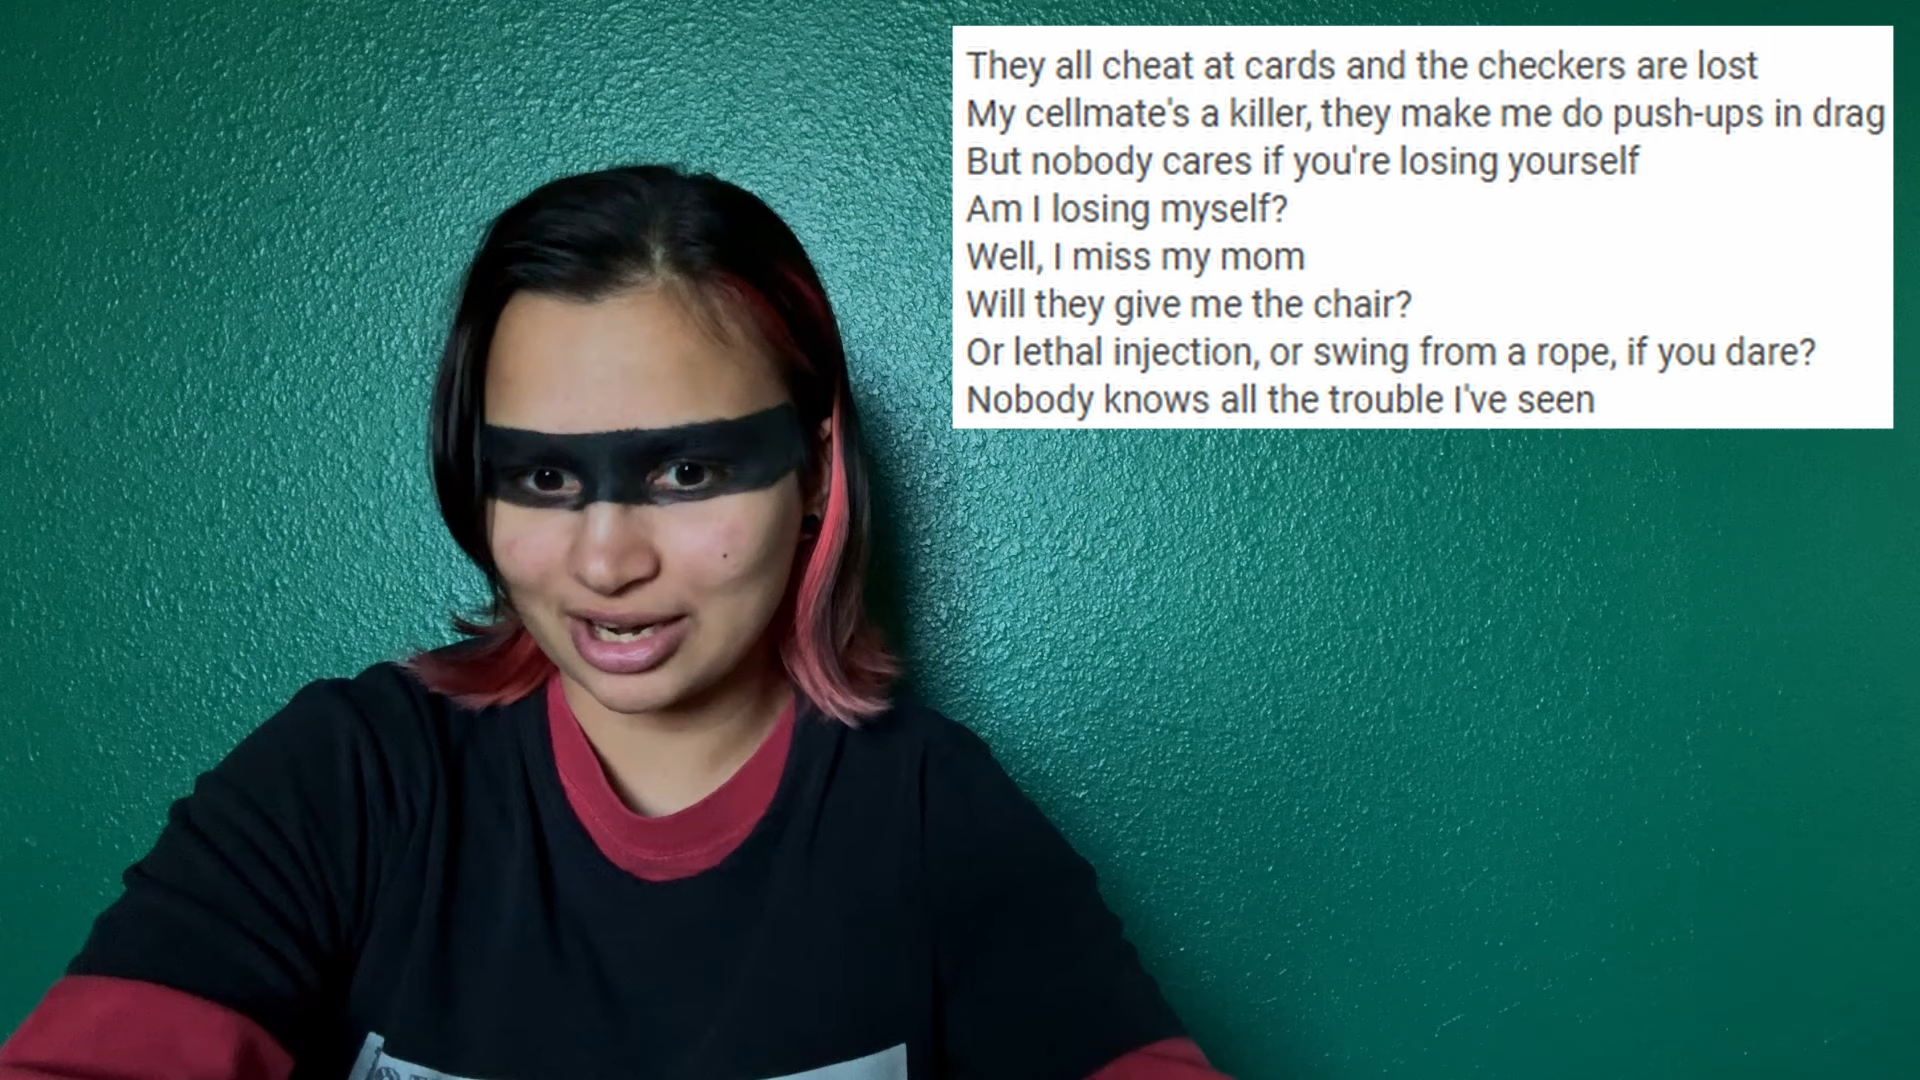 They all cheat at cards and the checkers are lost
My cellmate's a killer, they make me do push-ups in drag
But nobody cares if you're losing yourself
Am I losing myself?
Well, I miss my mom
Will they give me the chair?
Or lethal injection, or swing from a rope, if you dare?
Nobody knows all the trouble I've seen